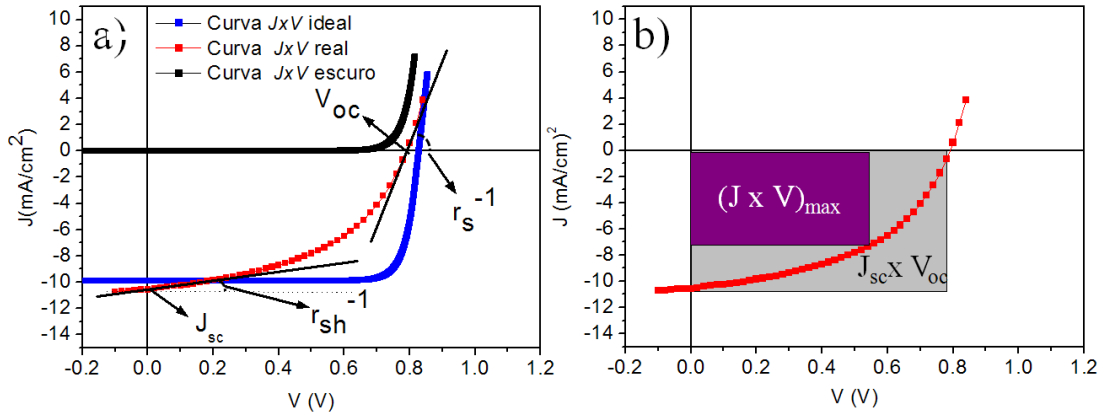 a)
Curva JxV ideal
Curva JxV real
Curva JxV escuro
10
8
6
4
2
0
-2
-4
-6
-8
-10
-12
-14
J(mA/cm²)
V_oc
r_s^-1
r_sh^-1
J_sc
-0.2 0.0 0.2 0.4 0.6 0.8 1.0 1.2
V (V)
b)
10
8
6
4
2
0
-2
-4
-6
-8
-10
-12
-14
J (mA/cm)²
(J x V)_max
J_sc x V_oc
-0.2 0.0 0.2 0.4 0.6 0.8 1.0 1.2
V (V)